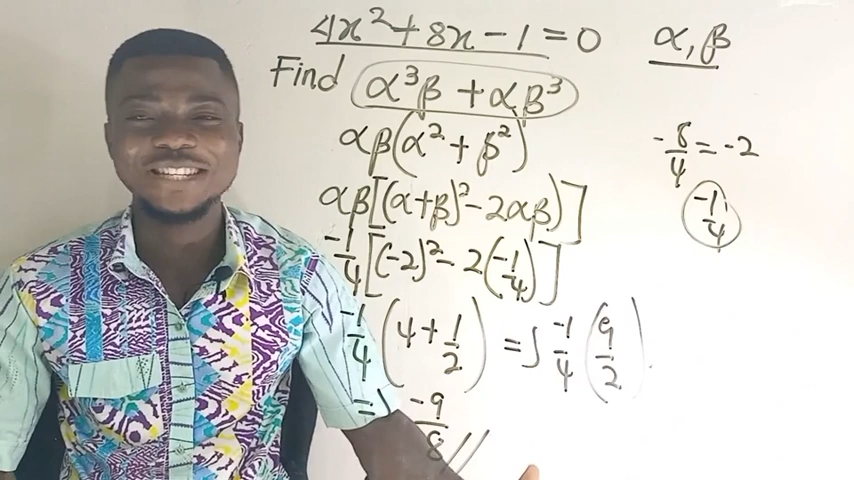 4x² + 8x - 1 = 0 α, β
Find α³β + αβ³
αβ(α² + β²)
-8/4 = -2
αβ[(α+β)² - 2αβ)]
-1/4
-1/4[(-2)² - 2(-1/4)]
-1/4(4 + 1/2) => -1/4(9/2)
=> -9/8 //